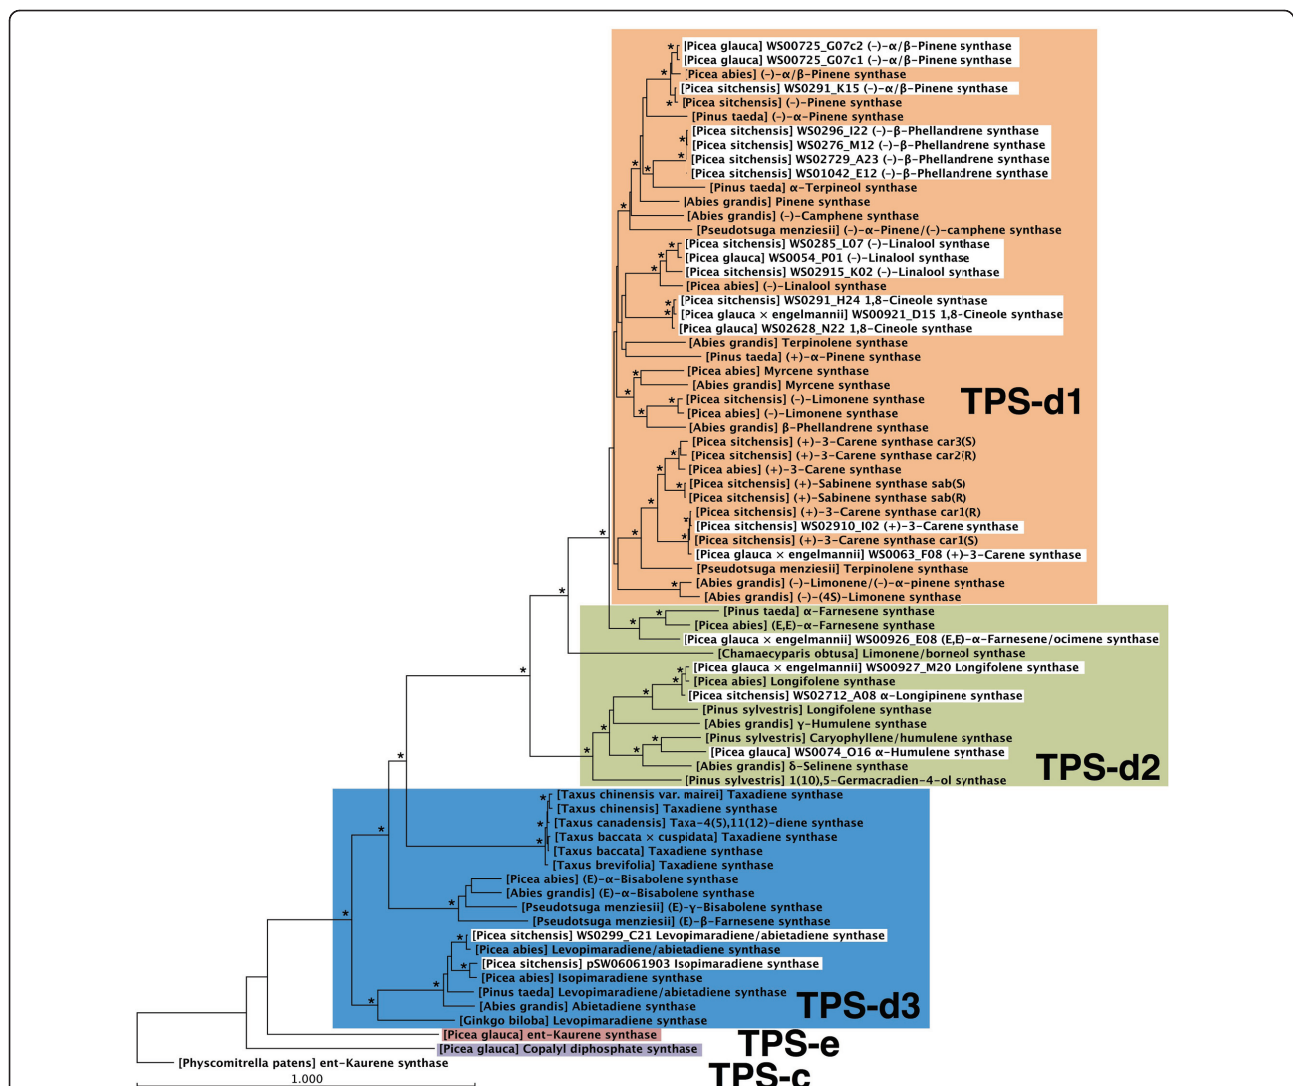 [Picea glauca] WS00725_G07c2 (-)-α/β-Pinene synthase
[Picea glauca] WS00725_G07c1 (-)-α/β-Pinene synthase
[Picea abies] (-)-α/β-Pinene synthase
[Picea sitchensis] WS0291_K15 (-)-α/β-Pinene synthase
[Picea sitchensis] (-)-Pinene synthase
[Pinus taeda] (-)-α-Pinene synthase
[Picea sitchensis] WS0296_I22 (-)-β-Phellandrene synthase
[Picea sitchensis] WS0276_M12 (-)-β-Phellandrene synthase
[Picea sitchensis] WS02729_A23 (-)-β-Phellandrene synthase
[Picea sitchensis] WS01042_E12 (-)-β-Phellandrene synthase
[Pinus taeda] α-Terpineol synthase
[Abies grandis] Pinene synthase
[Abies grandis] (-)-Camphene synthase
[Pseudotsuga menziesii] (-)-α-Pinene/(-)-camphene synthase
[Picea sitchensis] WS0285_L07 (-)-Linalool synthase
[Picea glauca] WS0054_P01 (-)-Linalool synthase
[Picea sitchensis] WS02915_K02 (-)-Linalool synthase
[Picea abies] (-)-Linalool synthase
[Picea sitchensis] WS0291_H24 1,8-Cineole synthase
[Picea glauca × engelmannii] WS00921_D15 1,8-Cineole synthase
[Picea glauca] WS02628_N22 1,8-Cineole synthase
[Abies grandis] Terpinolene synthase
[Pinus taeda] (+)-α-Pinene synthase
[Picea abies] Myrcene synthase
[Abies grandis] Myrcene synthase
[Picea sitchensis] (-)-Limonene synthase
TPS-d1
[Picea abies] (-)-Limonene synthase
[Abies grandis] β-Phellandrene synthase
[Picea sitchensis] (+)-3-Carene synthase car3(S)
[Picea sitchensis] (+)-3-Carene synthase car2(R)
[Picea abies] (+)-3-Carene synthase
[Picea sitchensis] (+)-Sabinene synthase sab(S)
[Picea sitchensis] (+)-Sabinene synthase sab(R)
[Picea sitchensis] (+)-3-Carene synthase car1(R)
[Picea sitchensis] WS02910_I02 (+)-3-Carene synthase
[Picea sitchensis] (+)-3-Carene synthase car1(S)
[Picea glauca × engelmannii] WS0063_F08 (+)-3-Carene synthase
[Pseudotsuga menziesii] Terpinolene synthase
[Abies grandis] (-)-Limonene/(-)-α-pinene synthase
[Abies grandis] (-)-(4S)-Limonene synthase
[Pinus taeda] α-Farnesene synthase
[Picea abies] (E,E)-α-Farnesene synthase
[Picea glauca × engelmannii] WS00926_E08 (E,E)-α-Farnesene/ocimene synthase
[Chamaecyparis obtusa] Limonene/borneol synthase
[Picea glauca × engelmannii] WS00927_M20 Longifolene synthase
[Picea abies] Longifolene synthase
[Picea sitchensis] WS02712_A08 α-Longipinene synthase
[Pinus sylvestris] Longifolene synthase
[Abies grandis] γ-Humulene synthase
[Pinus sylvestris] Caryophyllene/humulene synthase
[Picea glauca] WS0074_O16 α-Humulene synthase
[Abies grandis] δ-Selinene synthase
TPS-d2
[Pinus sylvestris] 1(10),5-Germacradien-4-ol synthase
[Taxus chinensis var. mairei] Taxadiene synthase
[Taxus chinensis] Taxadiene synthase
[Taxus canadensis] Taxa-4(5),11(12)-diene synthase
[Taxus baccata × cuspidata] Taxadiene synthase
[Taxus baccata] Taxadiene synthase
[Taxus brevifolia] Taxadiene synthase
[Picea abies] (E)-α-Bisabolene synthase
[Abies grandis] (E)-α-Bisabolene synthase
[Pseudotsuga menziesii] (E)-γ-Bisabolene synthase
[Pseudotsuga menziesii] (E)-β-Farnesene synthase
[Picea sitchensis] WS0299_C21 Levopimaradiene/abietadiene synthase
[Picea abies] Levopimaradiene/abietadiene synthase
[Picea sitchensis] pSW06061903 Isopimaradiene synthase
[Picea abies] Isopimaradiene synthase
[Pinus taeda] Levopimaradiene/abietadiene synthase
[Abies grandis] Abietadiene synthase
TPS-d3
[Ginkgo biloba] Levopimaradiene synthase
[Picea glauca] ent-Kaurene synthase
TPS-e
[Picea glauca] Copalyl diphosphate synthase
[Physcomitrella patens] ent-Kaurene synthase
TPS-c
1.000